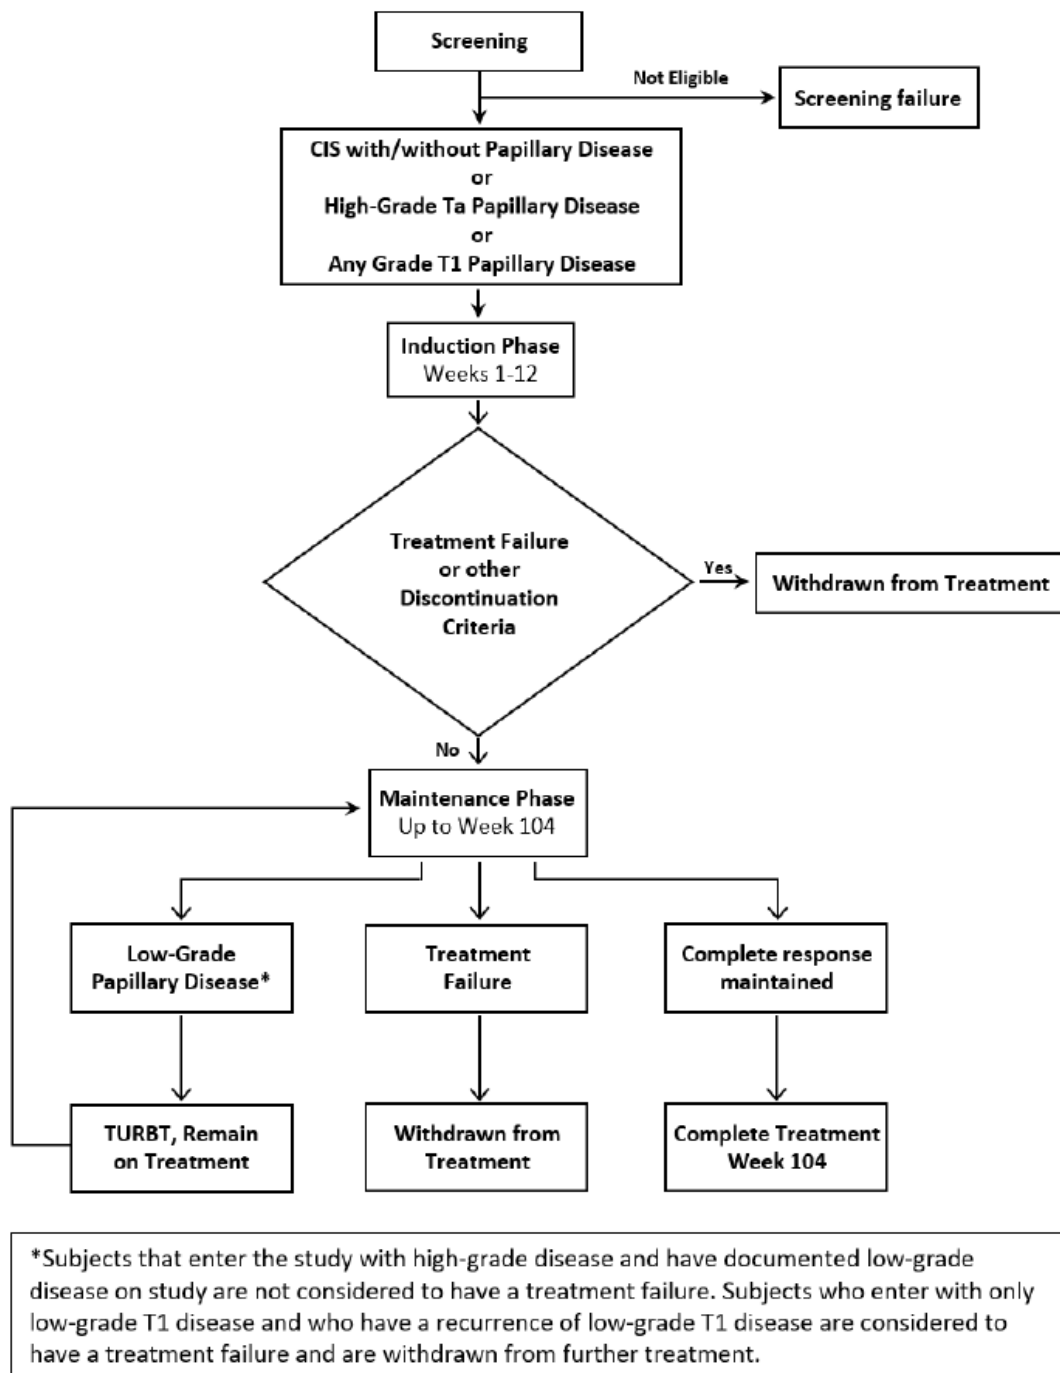 Screening
Not Eligible
Screening failure
CIS with/without Papillary Disease
or
High-Grade Ta Papillary Disease
or
Any Grade T1 Papillary Disease
Induction Phase
Weeks 1-12
Treatment Failure
or other
Discontinuation
Criteria
Yes
Withdrawn from Treatment
No
Maintenance Phase
Up to Week 104
Low-Grade
Papillary Disease*
Treatment
Failure
Complete response
maintained
TURBT, Remain
on Treatment
Withdrawn from
Treatment
Complete Treatment
Week 104
*Subjects that enter the study with high-grade disease and have documented low-grade
disease on study are not considered to have a treatment failure. Subjects who enter with only
low-grade T1 disease and who have a recurrence of low-grade T1 disease are considered to
have a treatment failure and are withdrawn from further treatment.